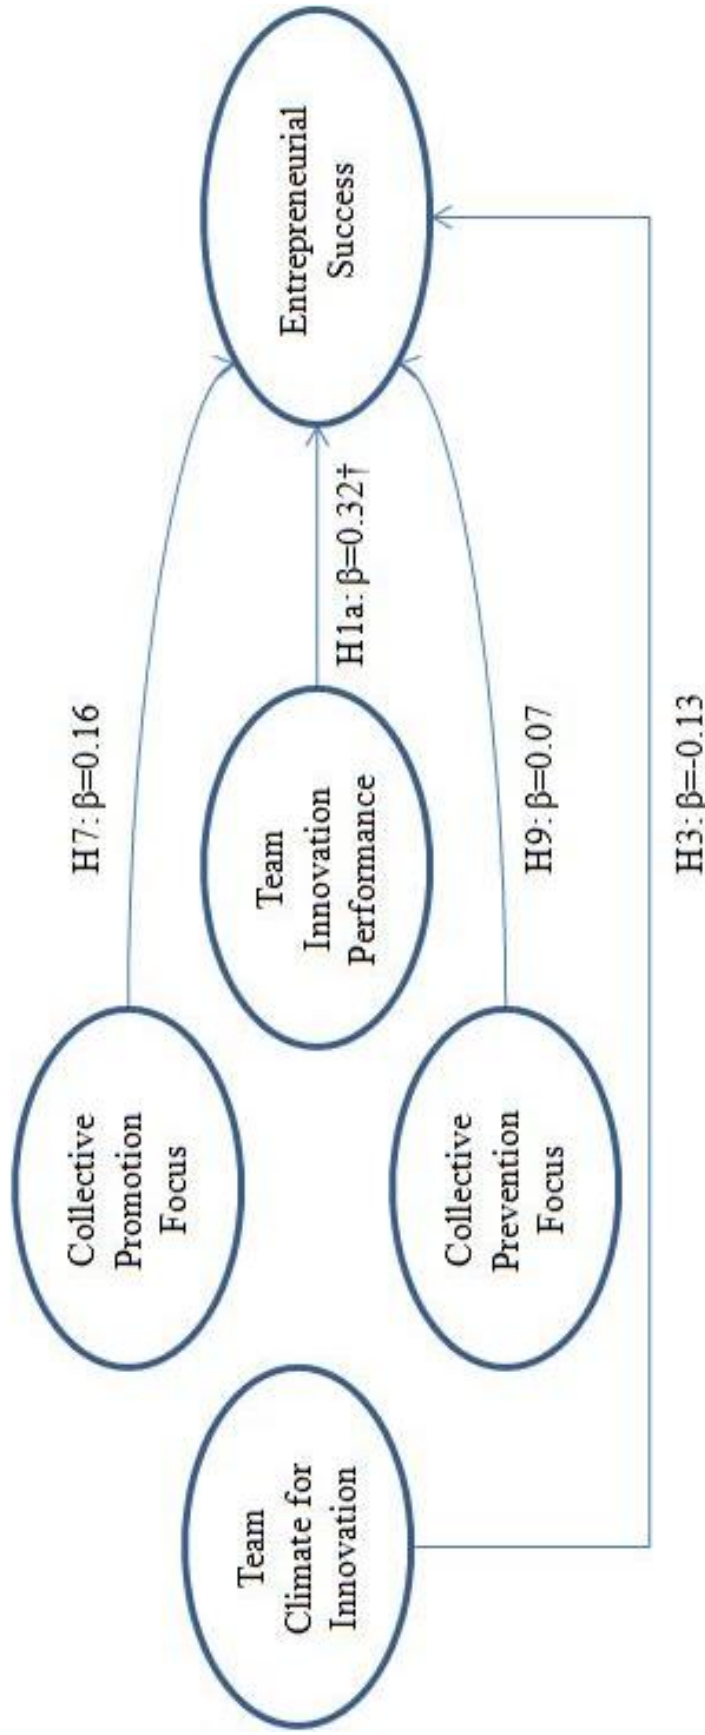 Team
Climate for
Innovation
Collective
Promotion
Focus
Collective
Prevention
Focus
Team
Innovation
Performance
Entrepreneurial
Success
H7: β=0.16
H1a: β=0.32†
H9: β=0.07
H3: β=-0.13